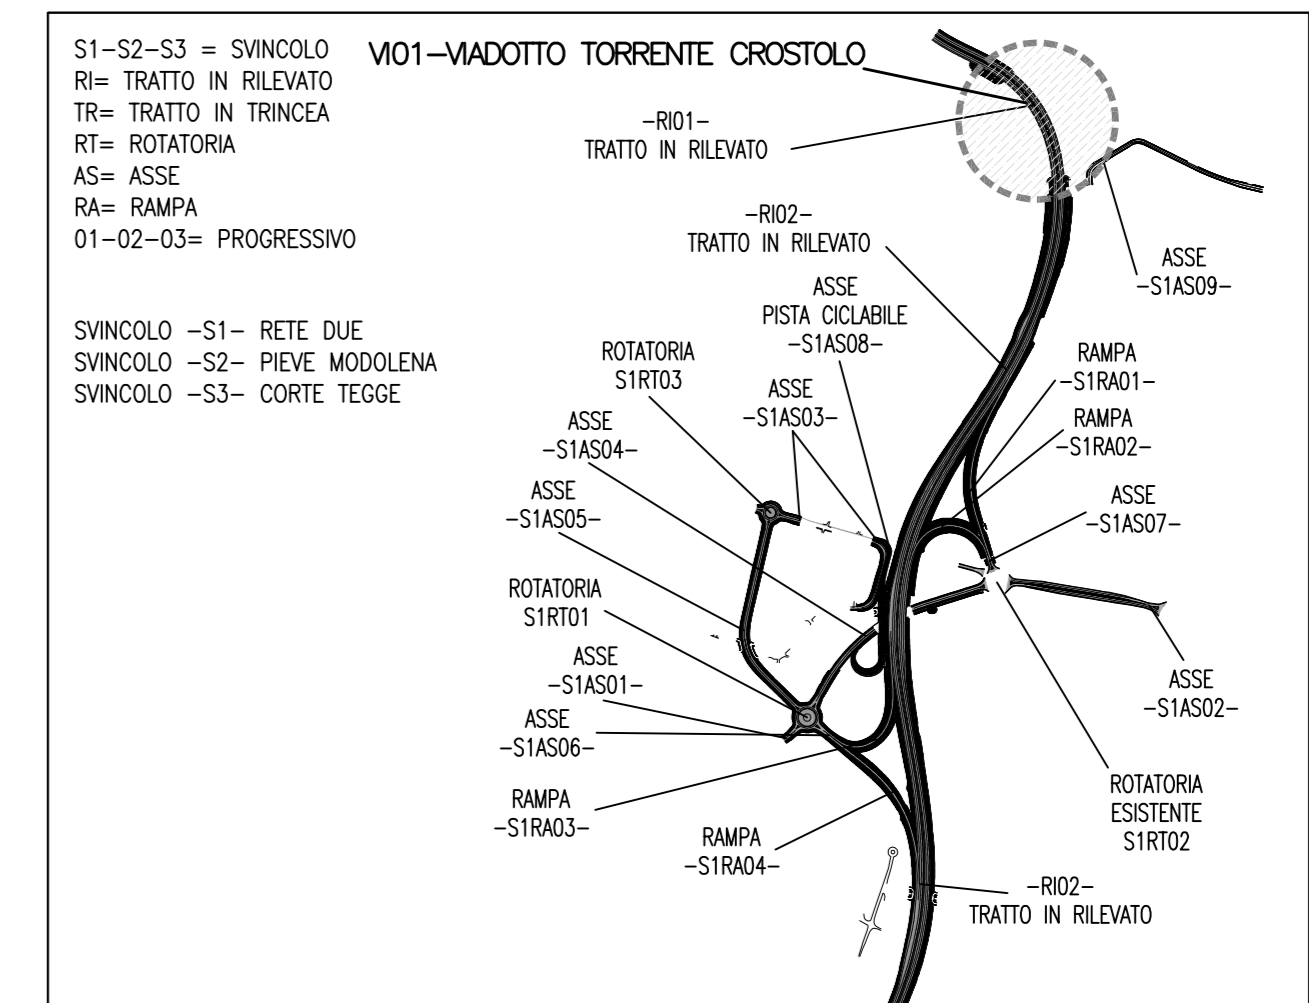 S1-S2-S3 = SVINCOLO
RI= TRATTO IN RILEVATO
TR= TRATTO IN TRINCEA
RT= ROTATORIA
AS= ASSE
RA= RAMPA
01-02-03= PROGRESSIVO
SVINCOLO -S1- RETE DUE
SVINCOLO -S2- PIEVE MODOLENA
SVINCOLO -S3- CORTE TEGGE
VI01-VIADOTTO TORRENTE CROSTOLO
-RI01-
TRATTO IN RILEVATO
-RI02-
TRATTO IN RILEVATO
ASSE
-S1AS09-
ASSE
PISTA CICLABILE
-S1AS08-
ROTATORIA
S1RT03
ASSE
-S1AS03-
RAMPA
-S1RA01-
RAMPA
-S1RA02-
ASSE
-S1AS04-
ASSE
-S1AS05-
ASSE
-S1AS07-
ROTATORIA
S1RT01
ASSE
-S1AS01-
ASSE
-S1AS06-
ASSE
-S1AS02-
RAMPA
-S1RA03-
RAMPA
-S1RA04-
ROTATORIA
ESISTENTE
S1RT02
-RI02-
TRATTO IN RILEVATO